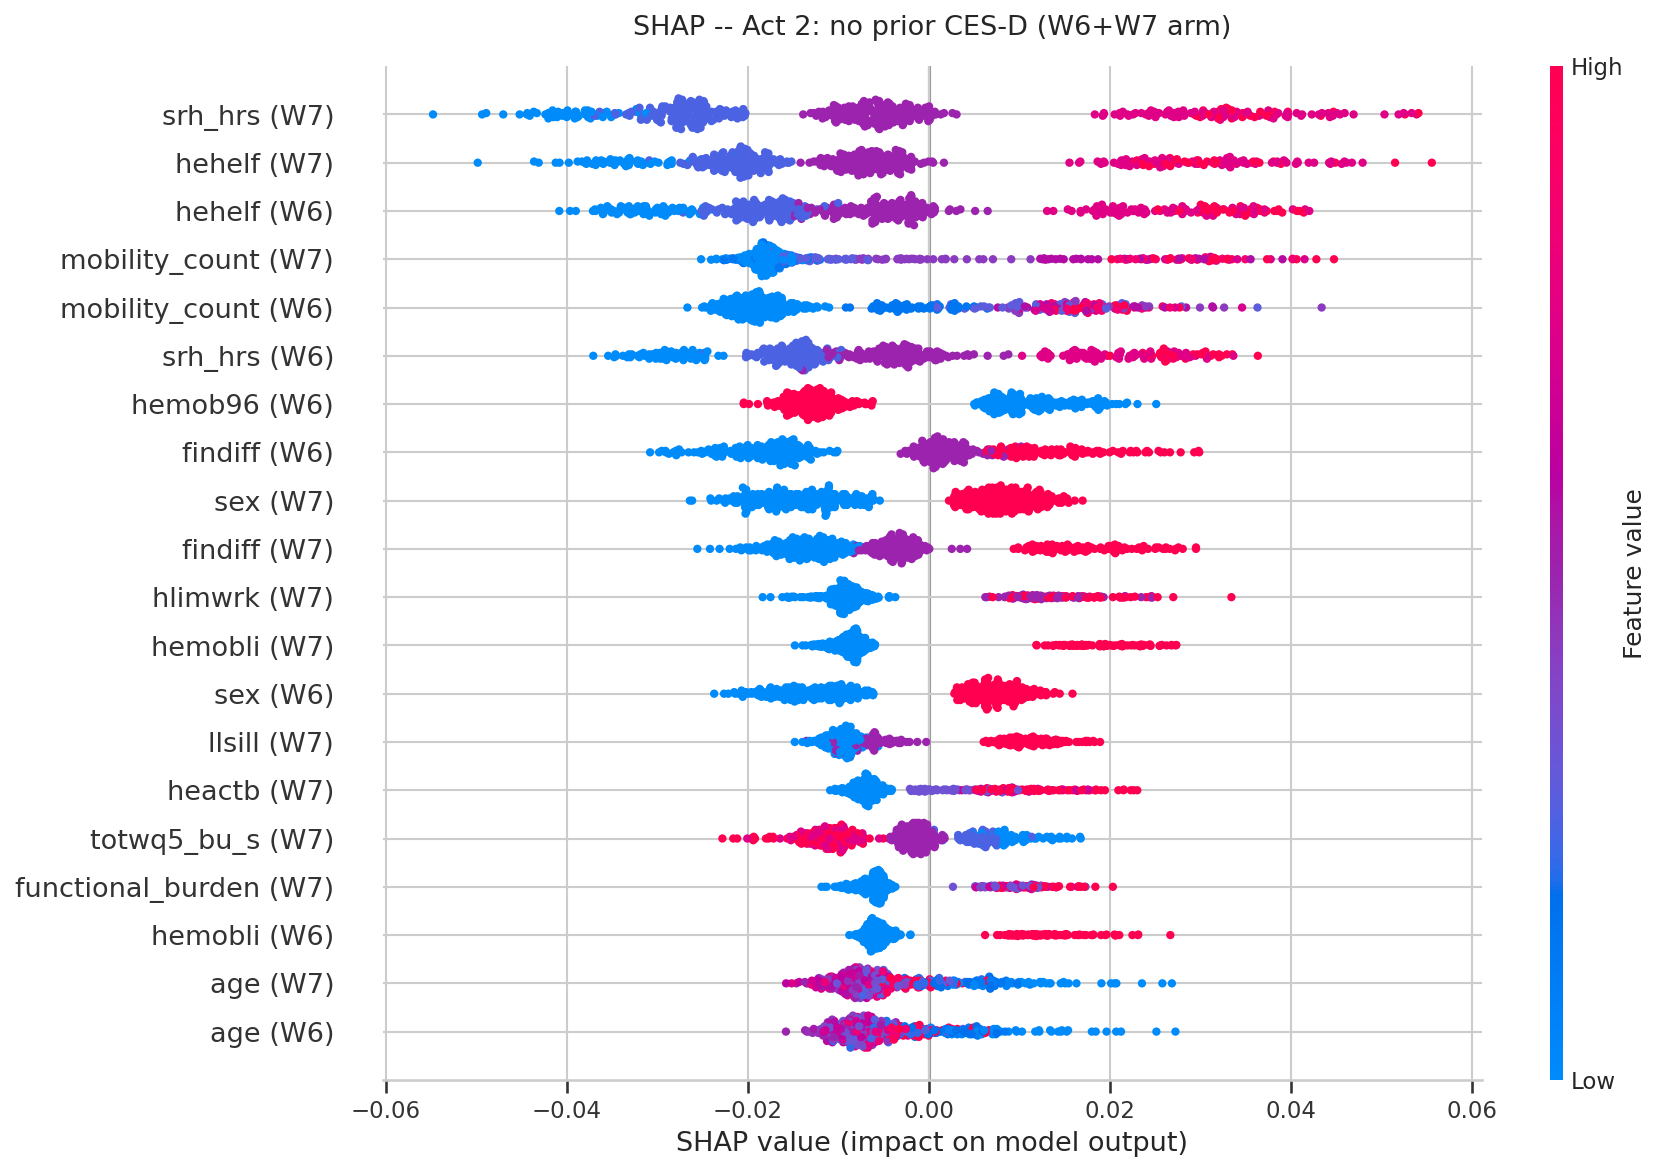 SHAP -- Act 2: no prior CES-D (W6+W7 arm)
High
srh_hrs (W7)
hehelf (W7)
hehelf (W6)
mobility_count (W7)
mobility_count (W6)
srh_hrs (W6)
hemob96 (W6)
findiff (W6)
sex (W7)
findiff (W7)
hlimwrk (W7)
hemobli (W7)
sex (W6)
llsill (W7)
heactb (W7)
totwq5_bu_s (W7)
functional_burden (W7)
hemobli (W6)
age (W7)
age (W6)
Feature value
Low
−0.06 −0.04 −0.02 0.00 0.02 0.04 0.06
SHAP value (impact on model output)